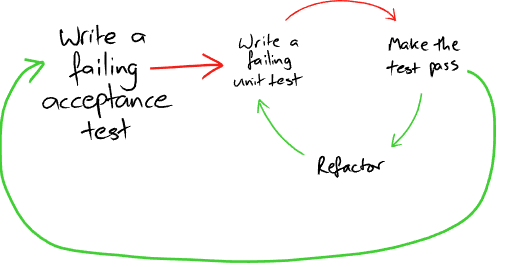 Write a
failing
acceptance
test
Write a
failing
unit test
Make the
test pass
Refactor